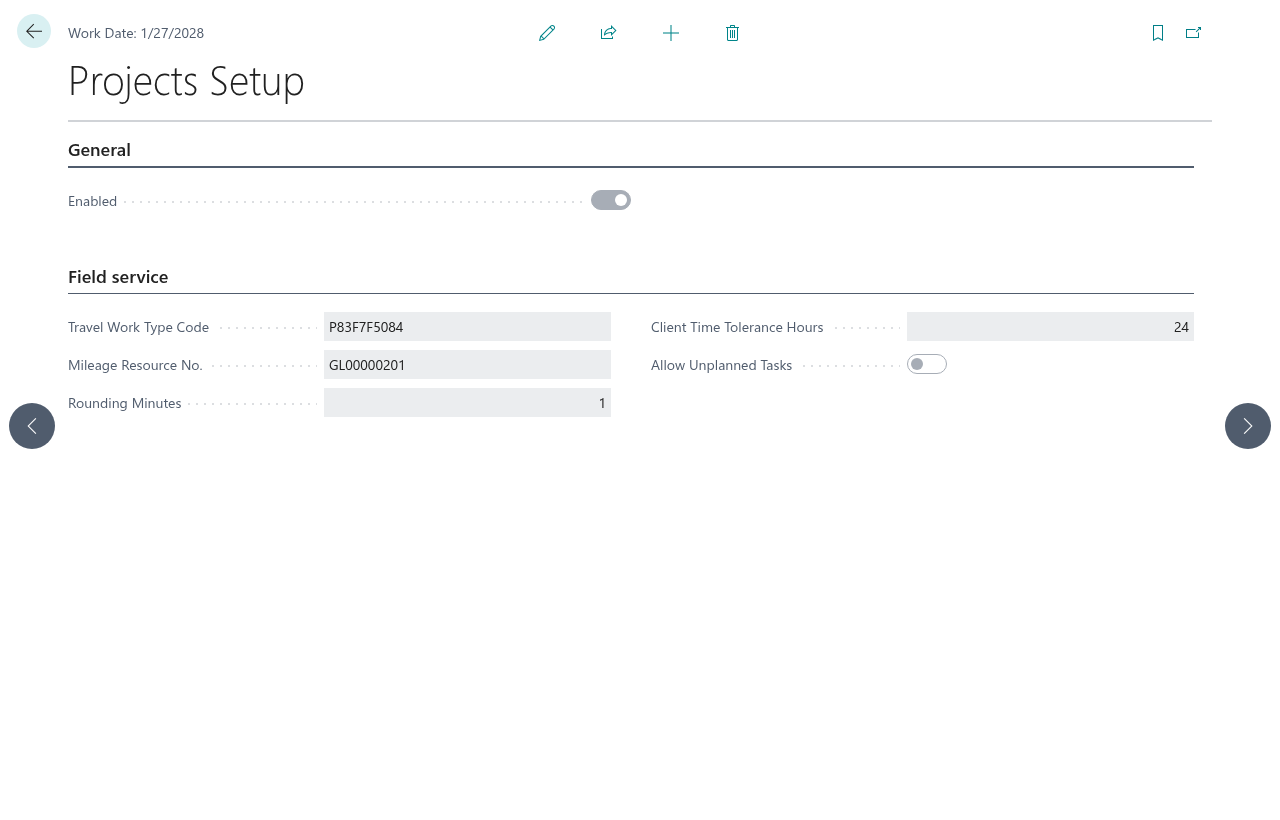 Work Date: 1/27/2028
Projects Setup
General
Enabled
Field service
Travel Work Type Code P83F7F5084
Client Time Tolerance Hours 24
Mileage Resource No. GL00000201
Allow Unplanned Tasks
Rounding Minutes 1